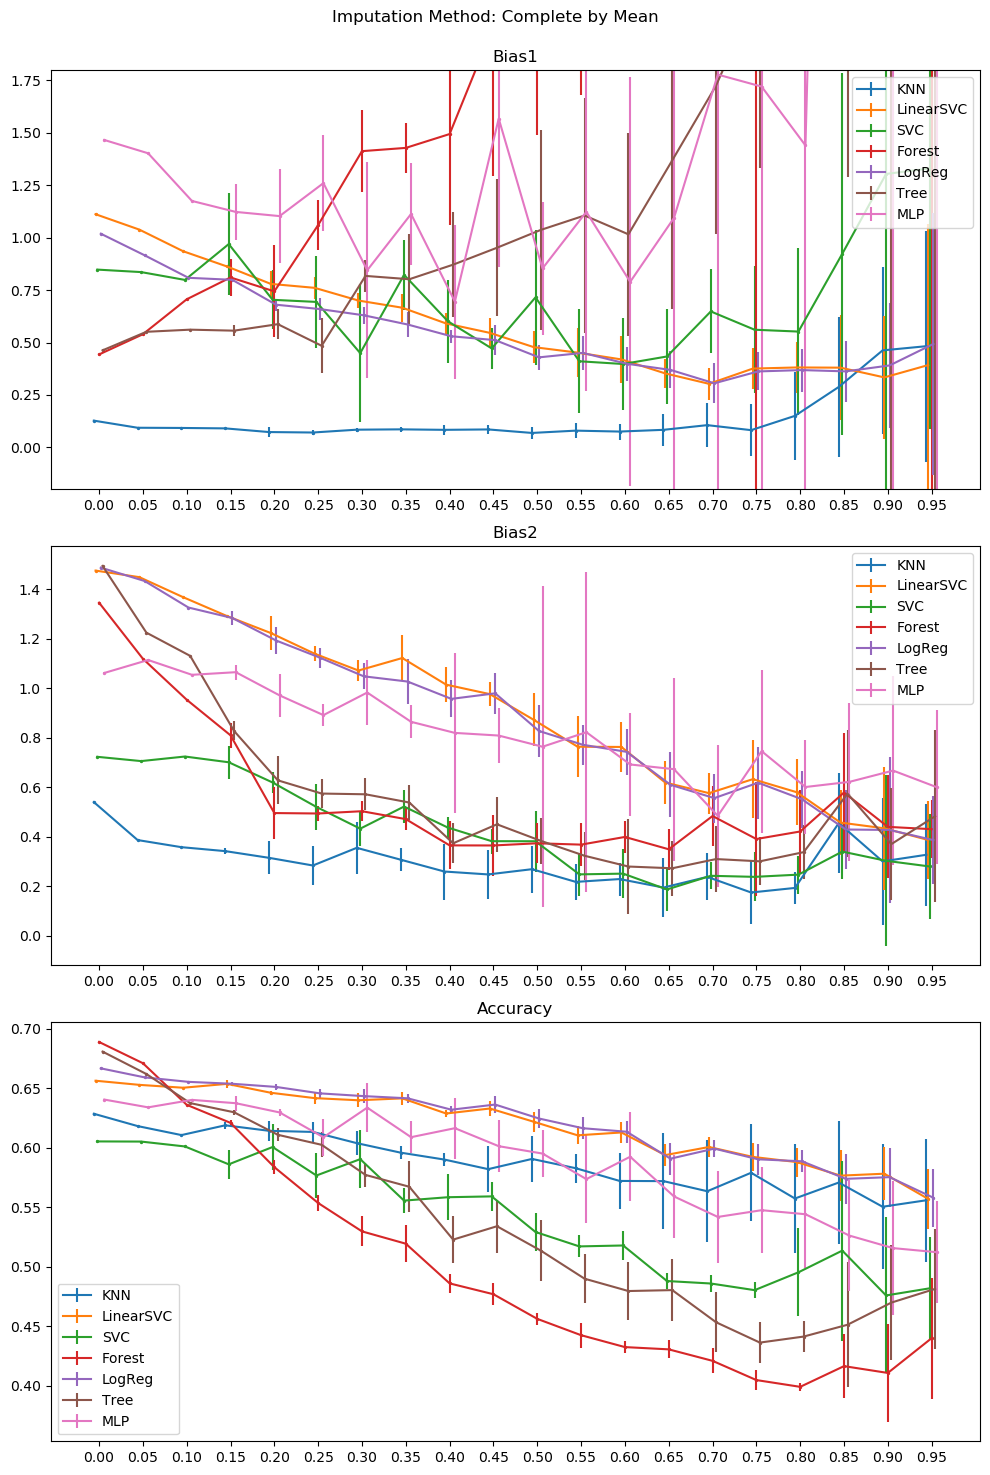 Imputation Method: Complete by Mean
Bias1
1.75
1.50
1.25
1.00
0.75
0.50
0.25
0.00
KNN
LinearSVC
SVC
Forest
LogReg
Tree
MLP
0.00 0.05 0.10 0.15 0.20 0.25 0.30 0.35 0.40 0.45 0.50 0.55 0.60 0.65 0.70 0.75 0.80 0.85 0.90 0.95
Bias2
1.4
1.2
1.0
0.8
0.6
0.4
0.2
0.0
KNN
LinearSVC
SVC
Forest
LogReg
Tree
MLP
0.00 0.05 0.10 0.15 0.20 0.25 0.30 0.35 0.40 0.45 0.50 0.55 0.60 0.65 0.70 0.75 0.80 0.85 0.90 0.95
Accuracy
0.70
0.65
0.60
0.55
0.50
0.45
0.40
KNN
LinearSVC
SVC
Forest
LogReg
Tree
MLP
0.00 0.05 0.10 0.15 0.20 0.25 0.30 0.35 0.40 0.45 0.50 0.55 0.60 0.65 0.70 0.75 0.80 0.85 0.90 0.95